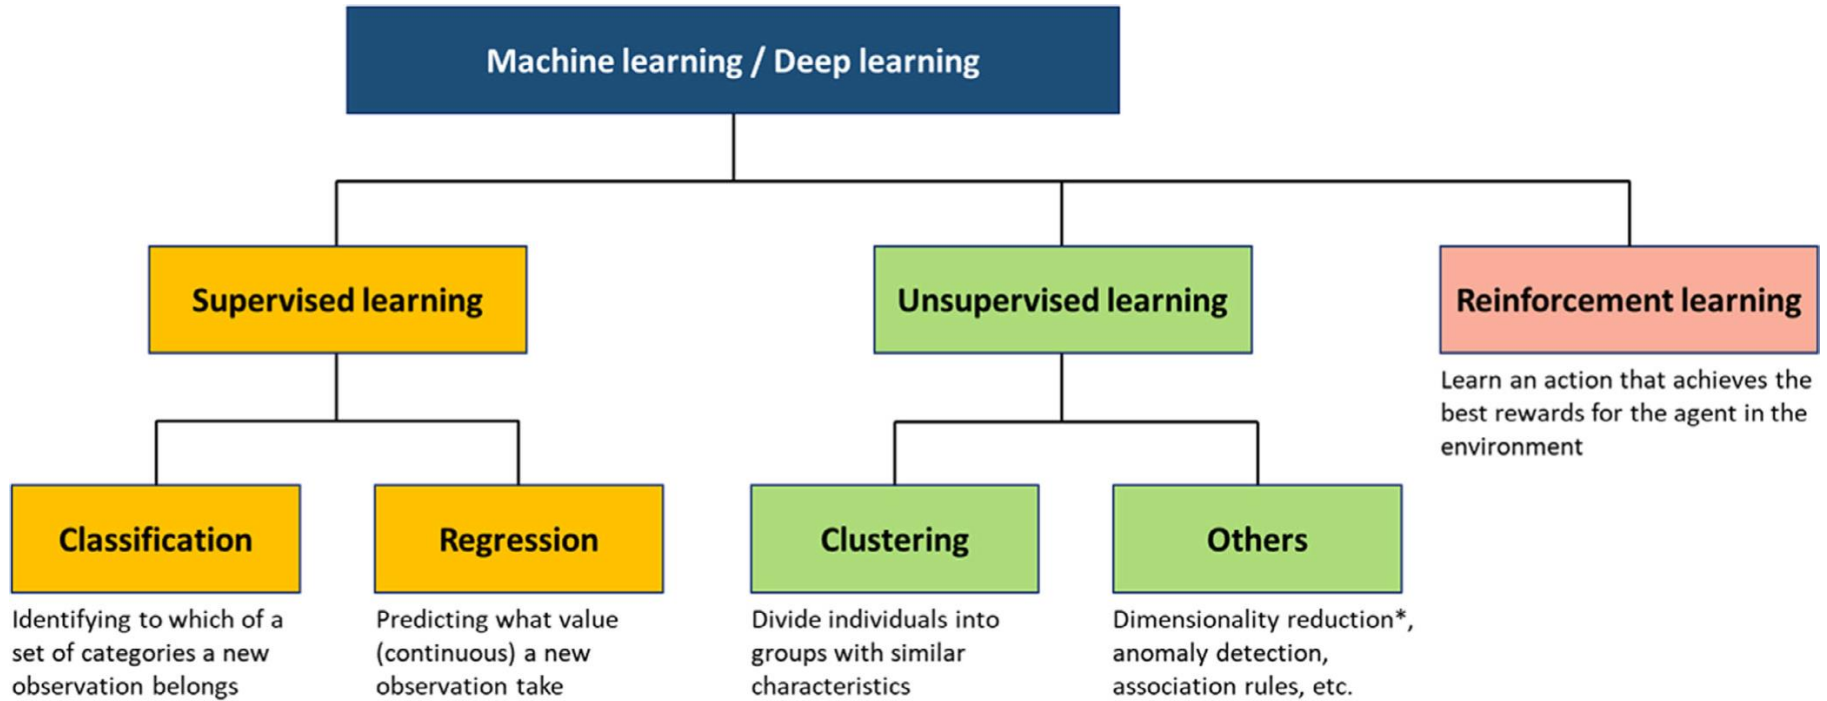 Machine learning / Deep learning
Supervised learning
Unsupervised learning
Reinforcement learning
Learn an action that achieves the
best rewards for the agent in the
environment
Classification
Regression
Clustering
Others
Identifying to which of a
set of categories a new
observation belongs
Predicting what value
(continuous) a new
observation take
Divide individuals into
groups with similar
characteristics
Dimensionality reduction*,
anomaly detection,
association rules, etc.